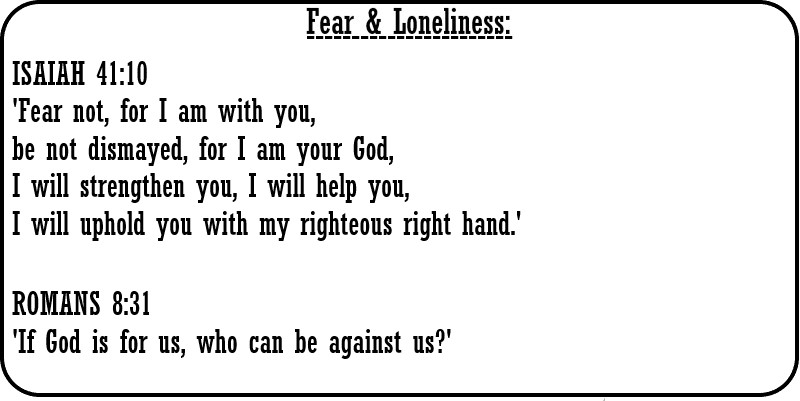 Fear & Loneliness:
ISAIAH 41:10
'Fear not, for I am with you,
be not dismayed, for I am your God,
I will strengthen you, I will help you,
I will uphold you with my righteous right hand.'
ROMANS 8:31
'If God is for us, who can be against us?'